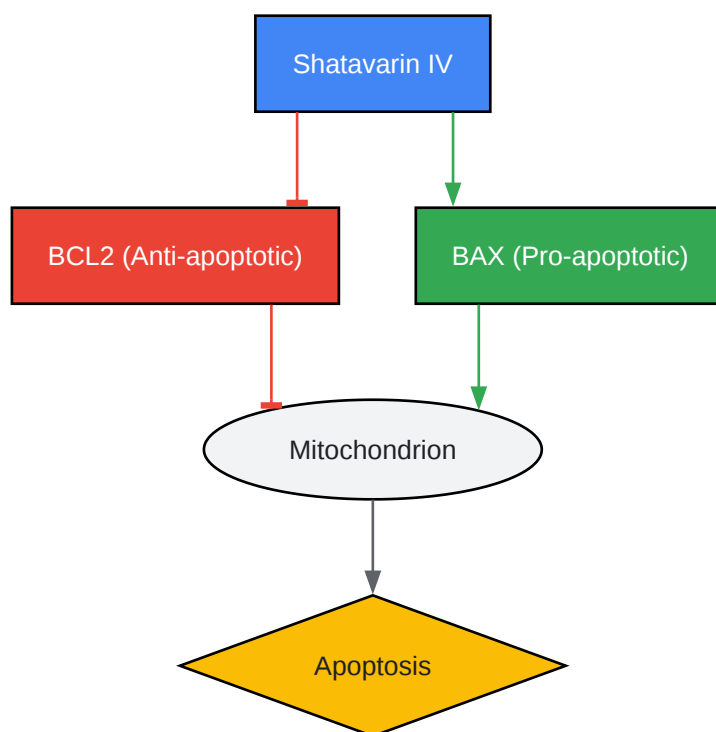 Shatavarin IV
BCL2 (Anti-apoptotic)
BAX (Pro-apoptotic)
Mitochondrion
Apoptosis